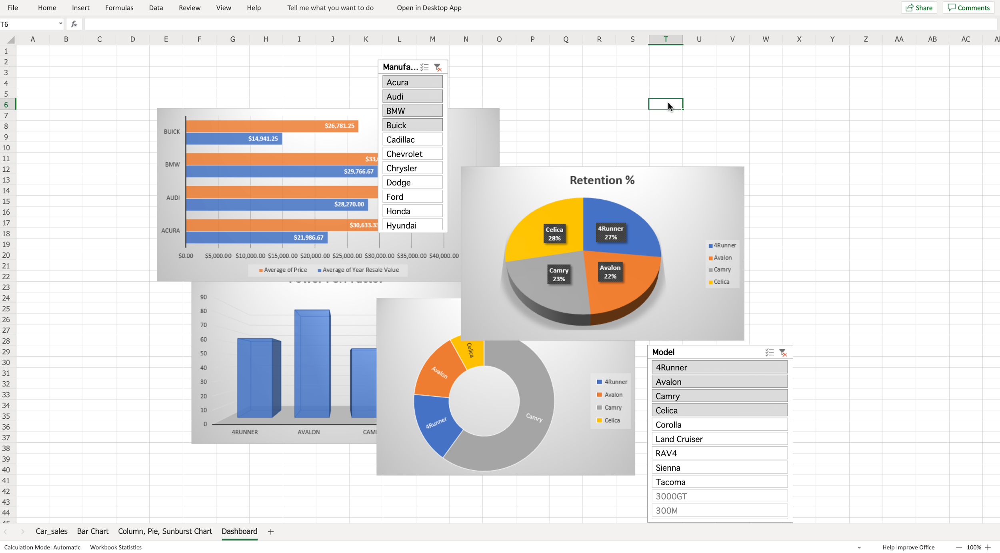 File Home Insert Formulas Data Review View Help Tell me what you want to do Open in Desktop App Share Comments
T6 fx
A B C D E F G H I J K L M N O P Q R S T U V W X Y Z AA AB AC
1
2
3
4
5
6
7
8
9
10
11
12
13
14
15
16
17
18
19
20
21
22
23
24
25
26
27
28
29
30
31
32
33
34
35
36
37
38
39
40
41
42
43
44
45
Manufa...
Acura
Audi
BMW
Buick
Cadillac
Chevrolet
Chrysler
Dodge
Ford
Honda
Hyundai
BUICK
$26,781.25
$14,941.25
BMW
$33,
$29,766.67
AUDI
$28,270.00
ACURA
$30,633.33
$21,986.67
$0.00 $5,000.00 $10,000.00 $15,000.00 $20,000.00 $25,000.00 $30,000.00 $35,000.00 $40,000.00
Average of Price Average of Year Resale Value
Retention %
Celica
28%
4Runner
27%
Camry
23%
Avalon
22%
4Runner
Avalon
Camry
Celica
90
80
70
60
50
40
30
20
10
0
4RUNNER AVALON CAM
Celica
Avalon
4Runner
Camry
4Runner
Avalon
Camry
Celica
Model
4Runner
Avalon
Camry
Celica
Corolla
Land Cruiser
RAV4
Sienna
Tacoma
3000GT
300M
Car_sales Bar Chart Column, Pie, Sunburst Chart Dashboard +
Calculation Mode: Automatic Workbook Statistics Help Improve Office — 100% +